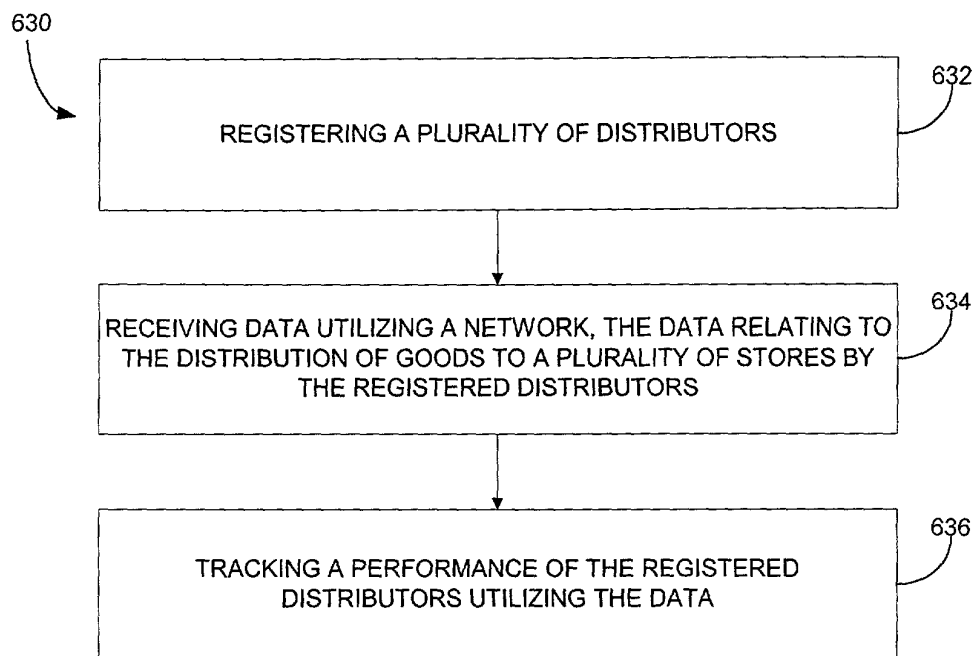 630
632
REGISTERING A PLURALITY OF DISTRIBUTORS
634
RECEIVING DATA UTILIZING A NETWORK, THE DATA RELATING TO
THE DISTRIBUTION OF GOODS TO A PLURALITY OF STORES BY
THE REGISTERED DISTRIBUTORS
636
TRACKING A PERFORMANCE OF THE REGISTERED
DISTRIBUTORS UTILIZING THE DATA